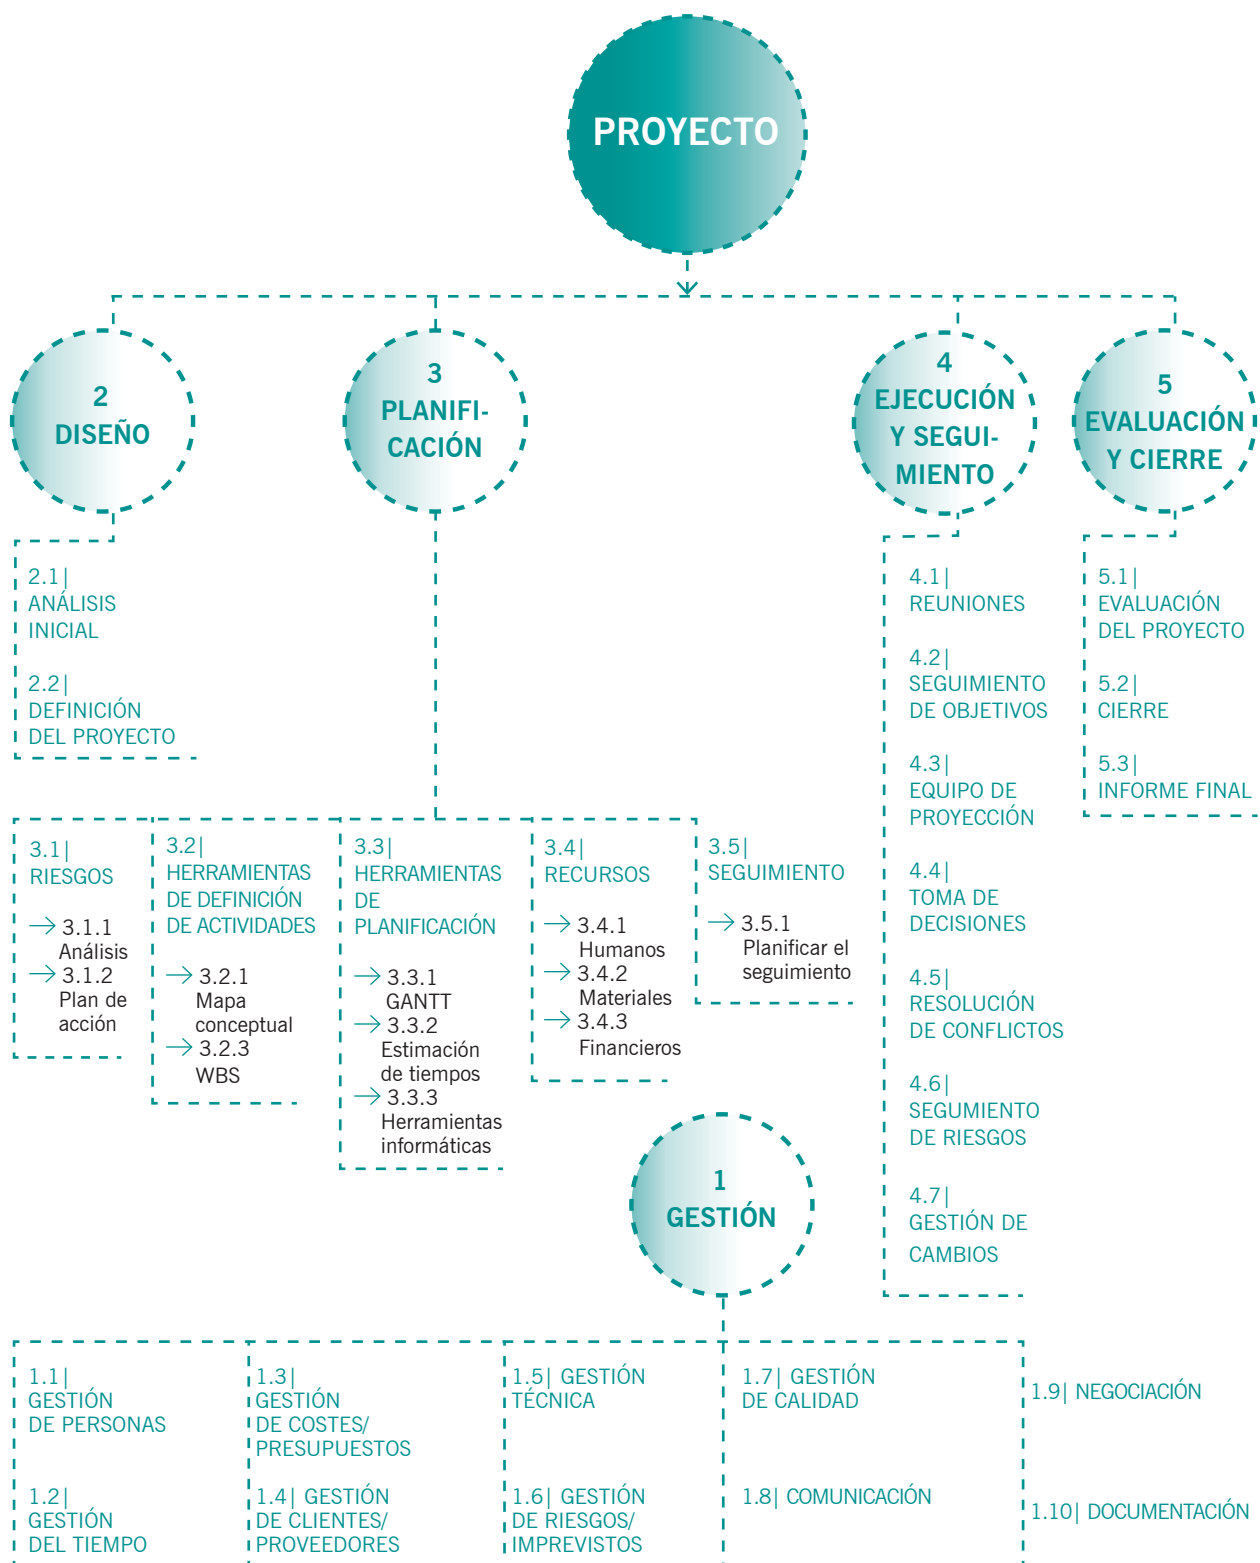 PROYECTO
2
DISEÑO
3
PLANIFI-
CACIÓN
4
EJECUCIÓN
Y SEGUI-
MIENTO
5
EVALUACIÓN
Y CIERRE
2.1|
ANÁLISIS
INICIAL
2.2|
DEFINICIÓN
DEL PROYECTO
3.1|
RIESGOS
3.1.1
Análisis
3.1.2
Plan de
acción
3.2|
HERRAMIENTAS
DE DEFINICIÓN
DE ACTIVIDADES
3.2.1
Mapa
conceptual
3.2.3
WBS
3.3|
HERRAMIENTAS
DE
PLANIFICACIÓN
3.3.1
GANTT
3.3.2
Estimación
de tiempos
3.3.3
Herramientas
informáticas
3.4|
RECURSOS
3.4.1
Humanos
3.4.2
Materiales
3.4.3
Financieros
3.5|
SEGUIMIENTO
3.5.1
Planificar el
seguimiento
4.1|
REUNIONES
4.2|
SEGUIMIENTO
DE OBJETIVOS
4.3|
EQUIPO DE
PROYECCIÓN
4.4|
TOMA DE
DECISIONES
4.5|
RESOLUCIÓN
DE CONFLICTOS
4.6|
SEGUMIENTO
DE RIESGOS
4.7|
GESTIÓN DE
CAMBIOS
5.1|
EVALUACIÓN
DEL PROYECTO
5.2|
CIERRE
5.3|
INFORME FINAL
1
GESTIÓN
1.1|
GESTIÓN
DE PERSONAS
1.2|
GESTIÓN
DEL TIEMPO
1.3|
GESTIÓN
DE COSTES/
PRESUPUESTOS
1.4| GESTIÓN
DE CLIENTES/
PROVEEDORES
1.5| GESTIÓN
TÉCNICA
1.6| GESTIÓN
DE RIESGOS/
IMPREVISTOS
1.7| GESTIÓN
DE CALIDAD
1.8| COMUNICACIÓN
1.9| NEGOCIACIÓN
1.10| DOCUMENTACIÓN